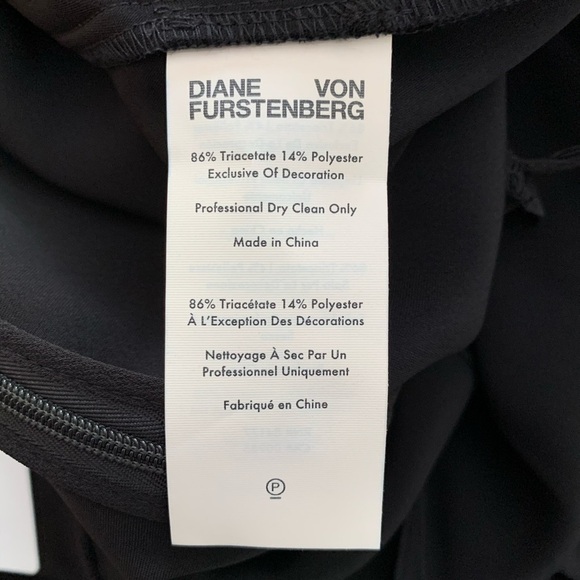 DIANE VON
FURSTENBERG
86% Triacetate 14% Polyester
Exclusive Of Decoration
Professional Dry Clean Only
Made in China
86% Triacétate 14% Polyester
À L'Exception Des Décorations
Nettoyage À Sec Par Un
Professionnel Uniquement
Fabriqué en Chine
P